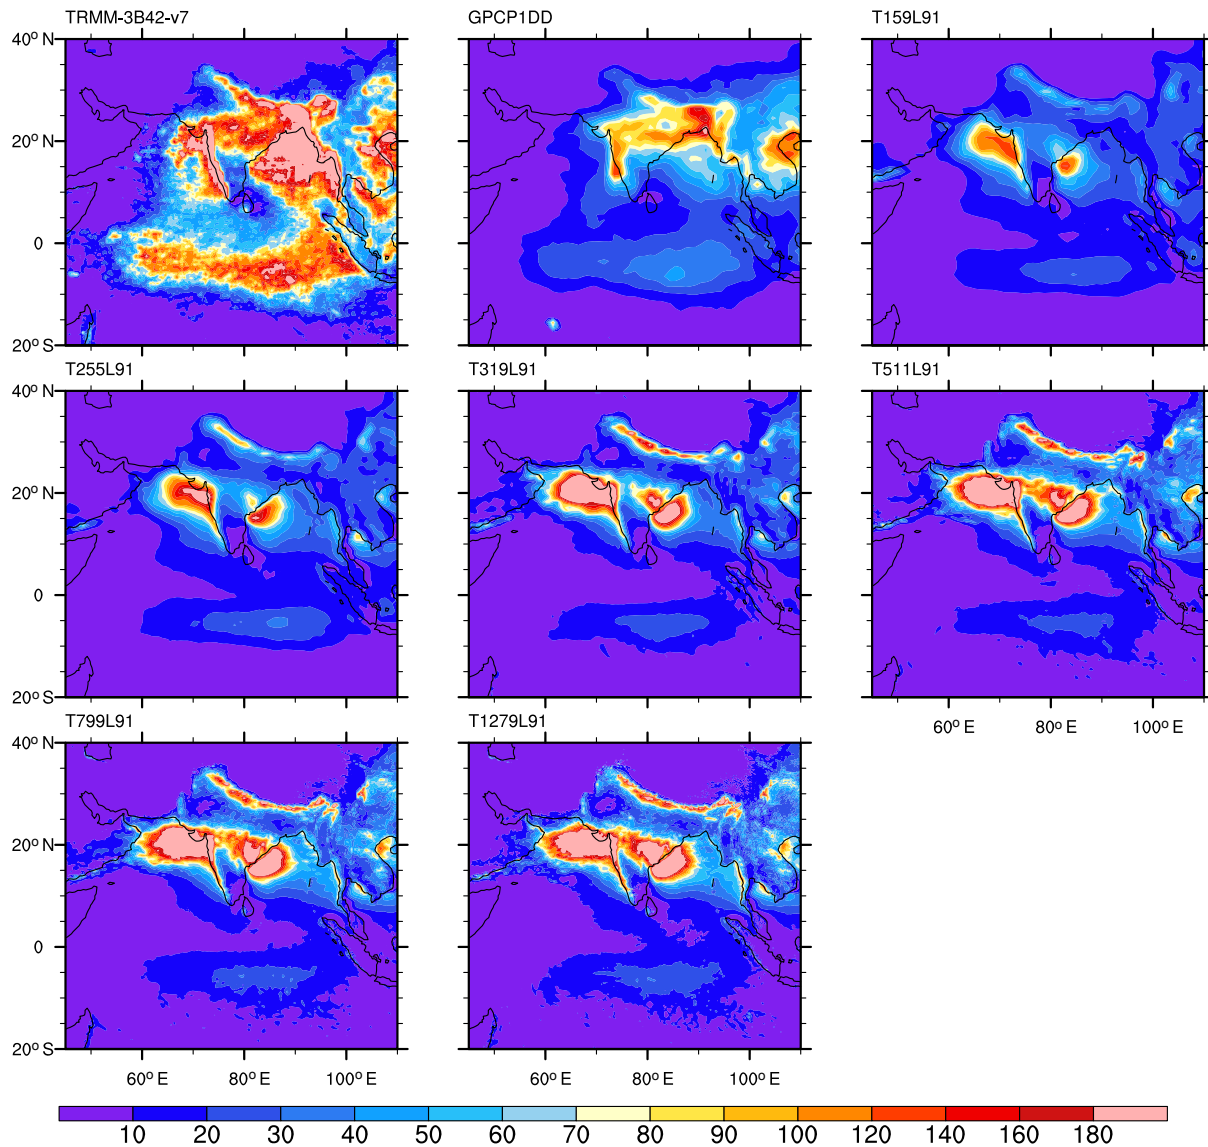 TRMM-3B42-v7 GPCP1DD T159L91
40° N
20° N
0
20° S
T255L91 T319L91 T511L91
40° N
20° N
0
20° S
60° E 80° E 100° E
T799L91 T1279L91
40° N
20° N
0
20° S
60° E 80° E 100° E 60° E 80° E 100° E
10 20 30 40 50 60 70 80 90 100 120 140 160 180